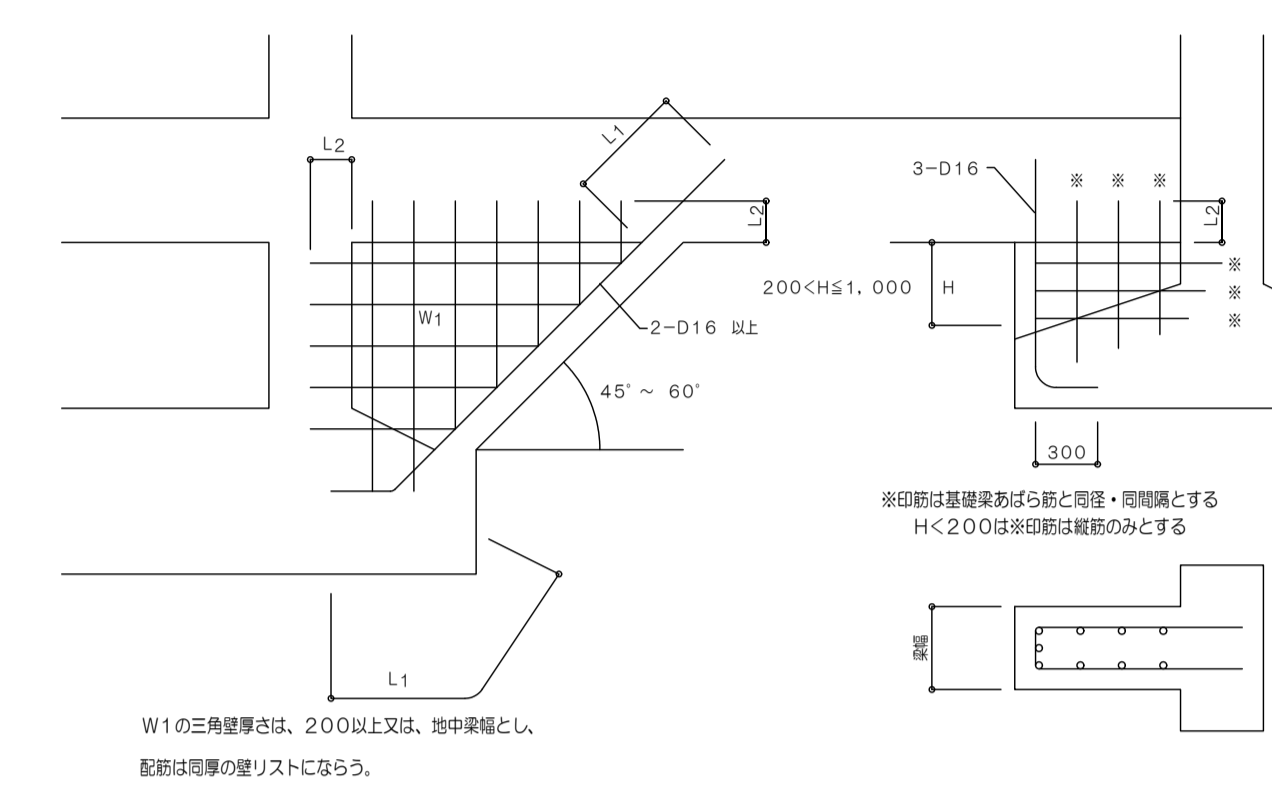 L2
L1
L2
W1
2-D16 以上
45°～ 60°
L1
W1の三角壁厚さは、200以上又は、地中梁幅とし、
配筋は同厚の壁リストにならう。
3-D16
※ ※ ※
L2
200<H≦1, 000 H
※
※
※
300
※印筋は基礎梁あばら筋と同径・同間隔とする
H<200は※印筋は縦筋のみとする
梁幅